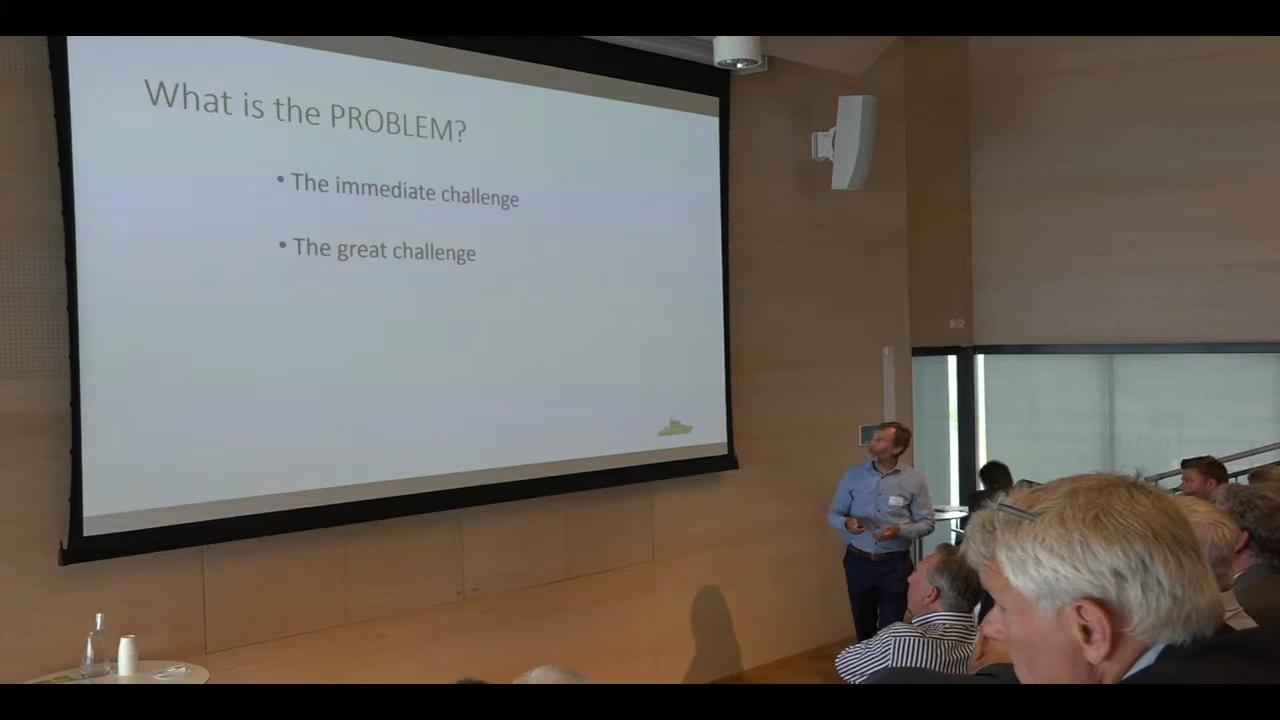 What is the PROBLEM?
• The immediate challenge
• The great challenge